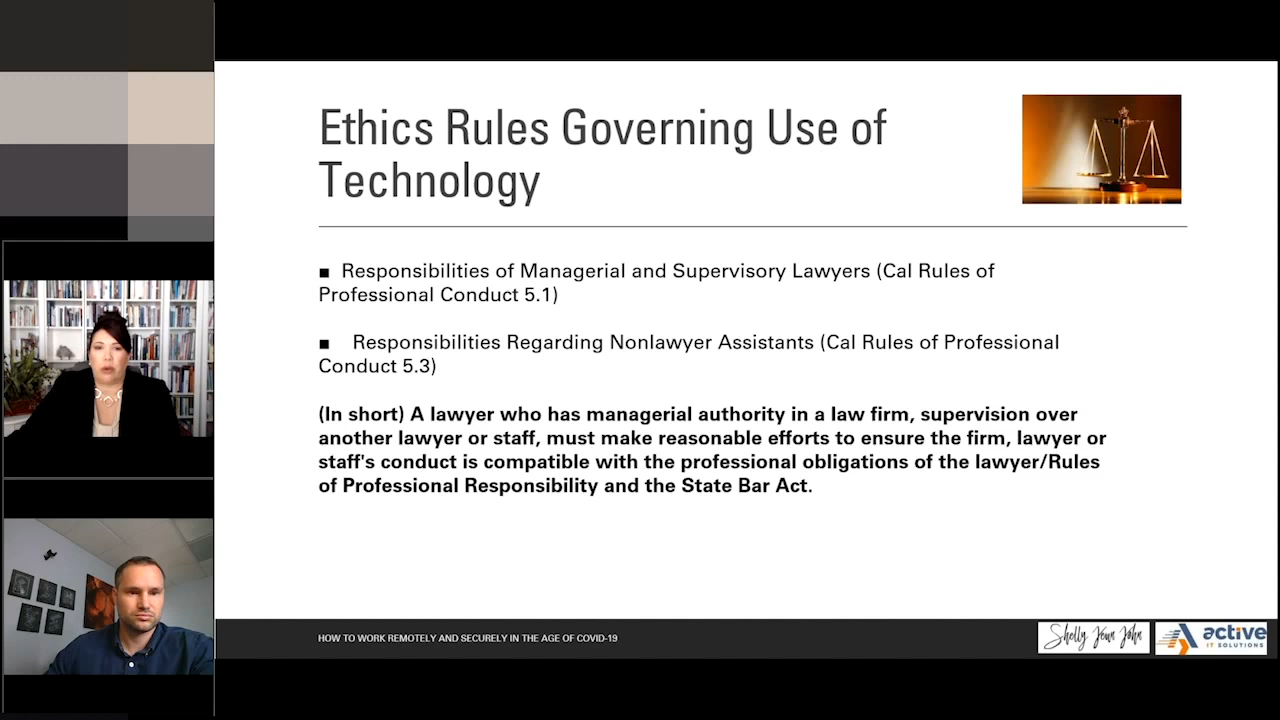 Ethics Rules Governing Use of
Technology
■ Responsibilities of Managerial and Supervisory Lawyers (Cal Rules of
Professional Conduct 5.1)
■ Responsibilities Regarding Nonlawyer Assistants (Cal Rules of Professional
Conduct 5.3)
(In short) A lawyer who has managerial authority in a law firm, supervision over
another lawyer or staff, must make reasonable efforts to ensure the firm, lawyer or
staff's conduct is compatible with the professional obligations of the lawyer/Rules
of Professional Responsibility and the State Bar Act.
HOW TO WORK REMOTELY AND SECURELY IN THE AGE OF COVID-19
Shelly Jean John
active
IT SOLUTIONS